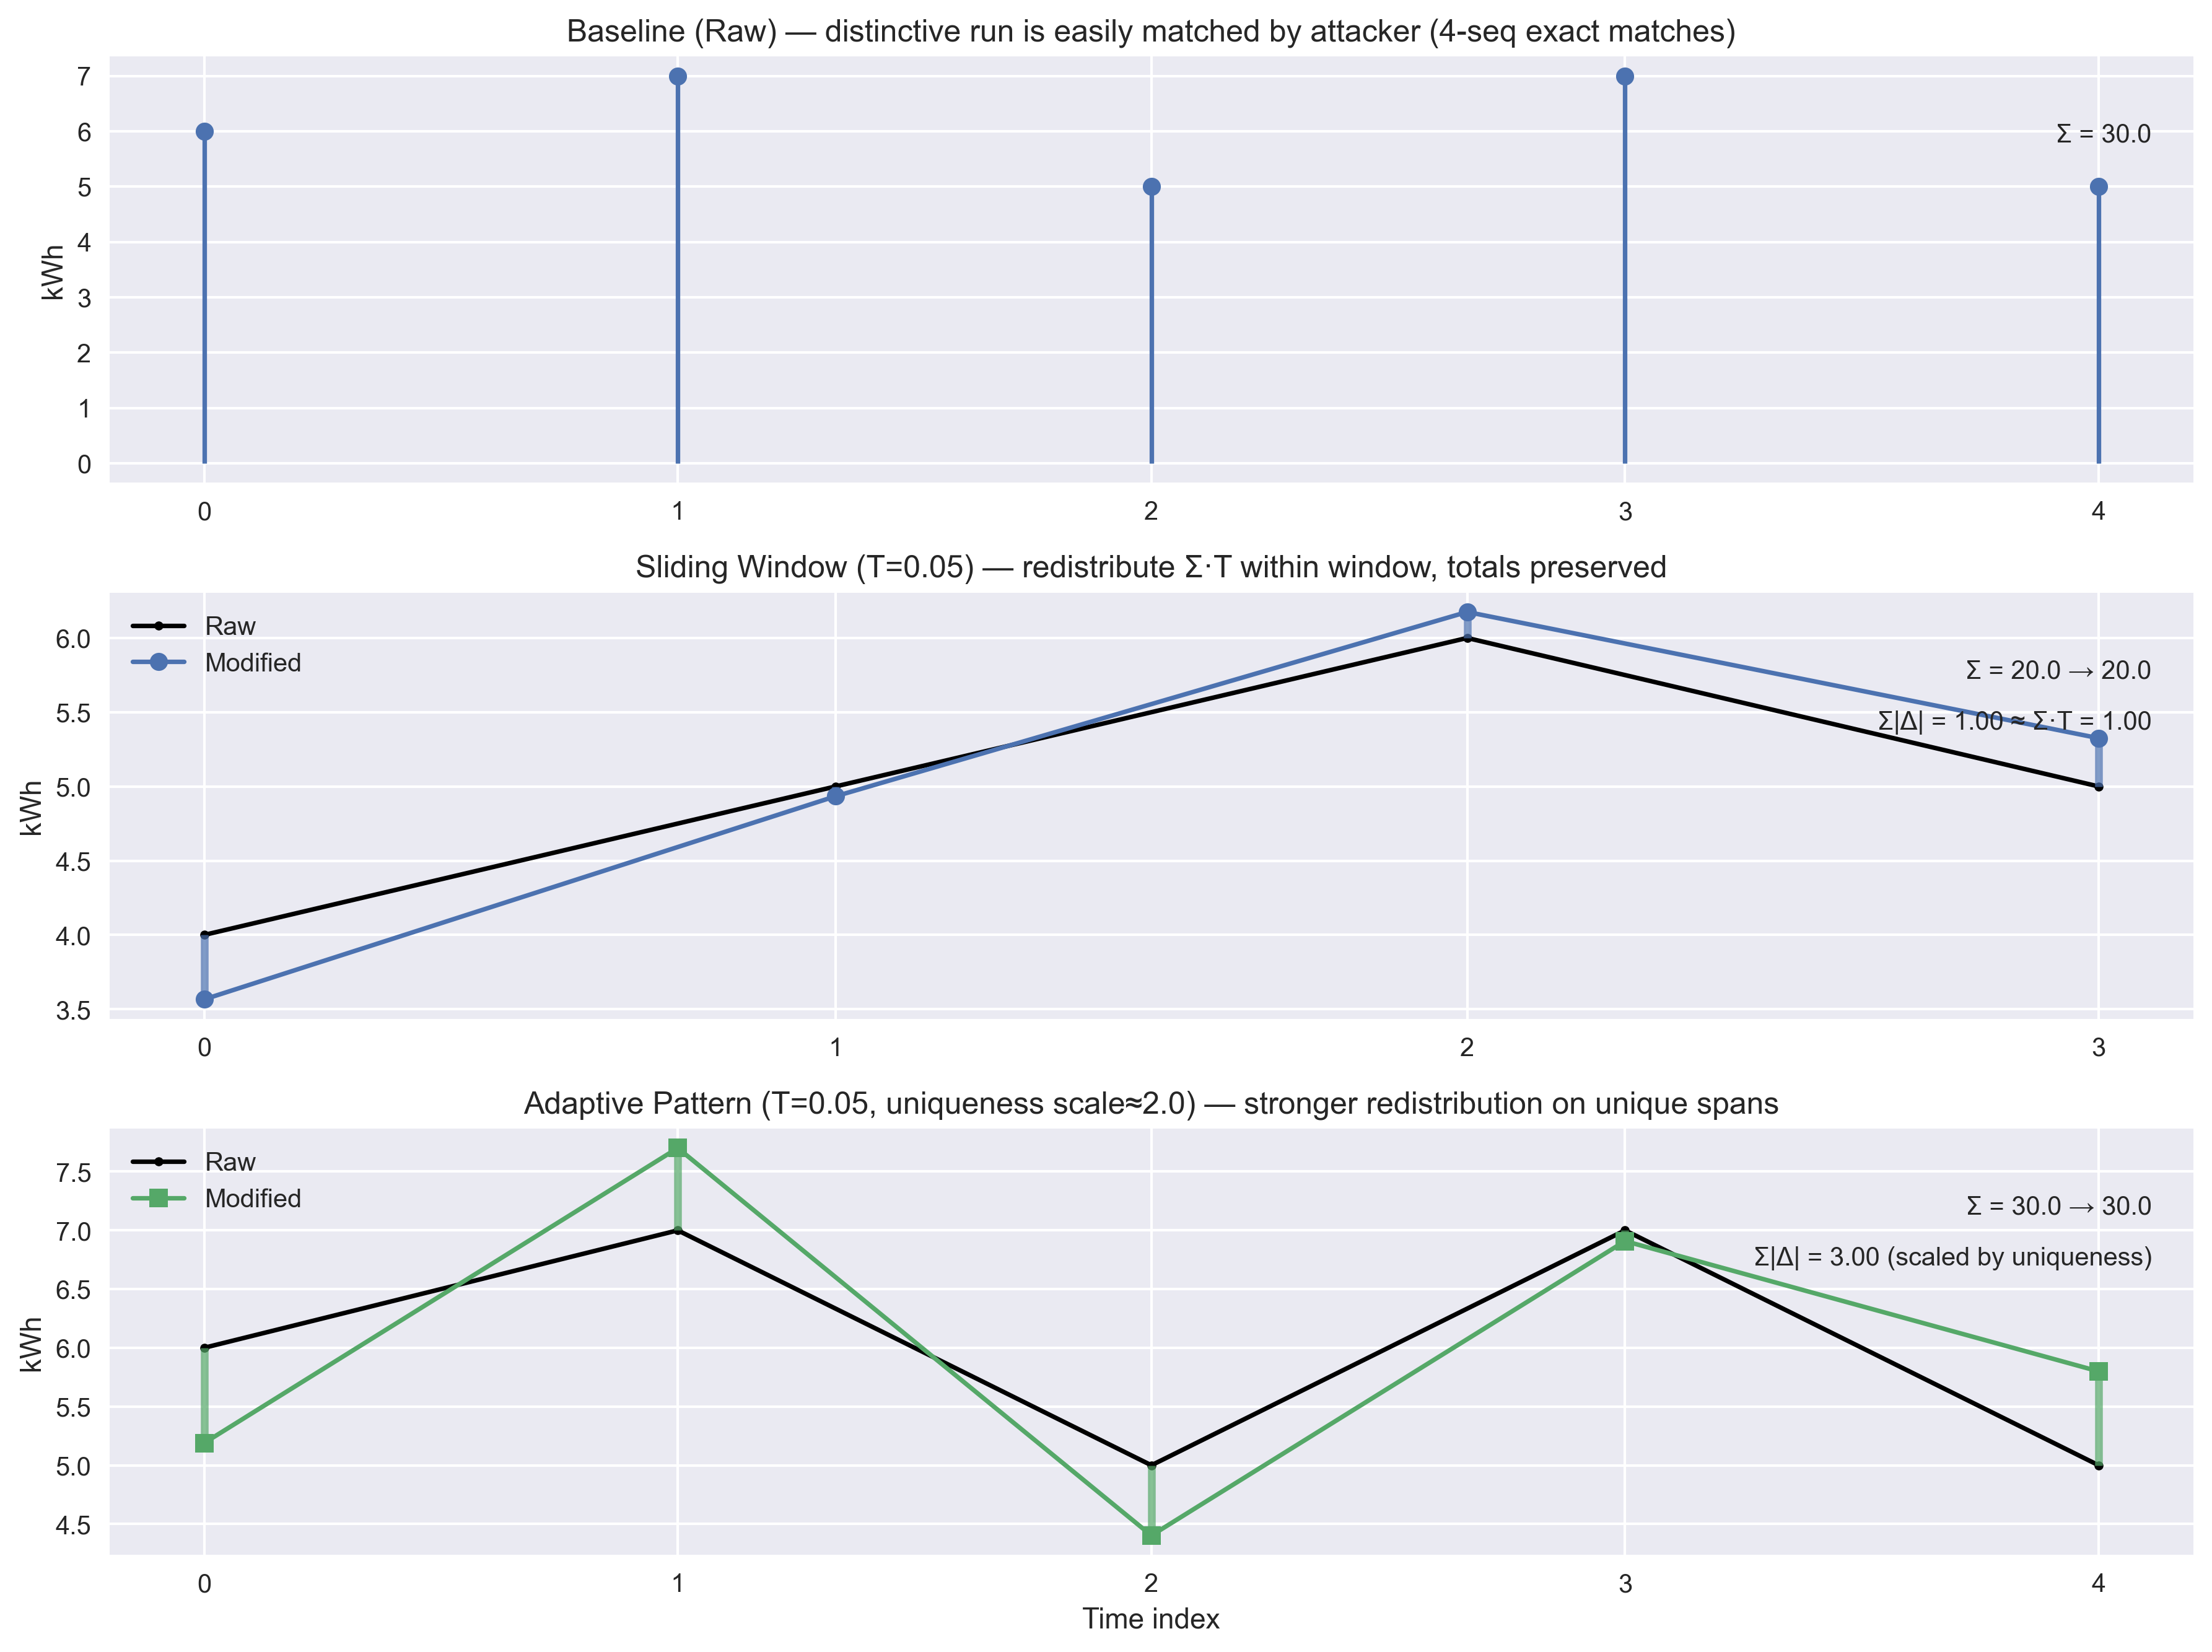 Baseline (Raw) — distinctive run is easily matched by attacker (4-seq exact matches)
kWh
7
6
5
4
3
2
1
0
Σ = 30.0
0 1 2 3 4
Sliding Window (T=0.05) — redistribute Σ·T within window, totals preserved
kWh
6.0
5.5
5.0
4.5
4.0
3.5
Raw
Modified
Σ = 20.0 → 20.0
Σ|Δ| = 1.00 ≈ Σ·T = 1.00
0 1 2 3
Adaptive Pattern (T=0.05, uniqueness scale≈2.0) — stronger redistribution on unique spans
kWh
7.5
7.0
6.5
6.0
5.5
5.0
4.5
Raw
Modified
Σ = 30.0 → 30.0
Σ|Δ| = 3.00 (scaled by uniqueness)
0 1 2 3 4
Time index